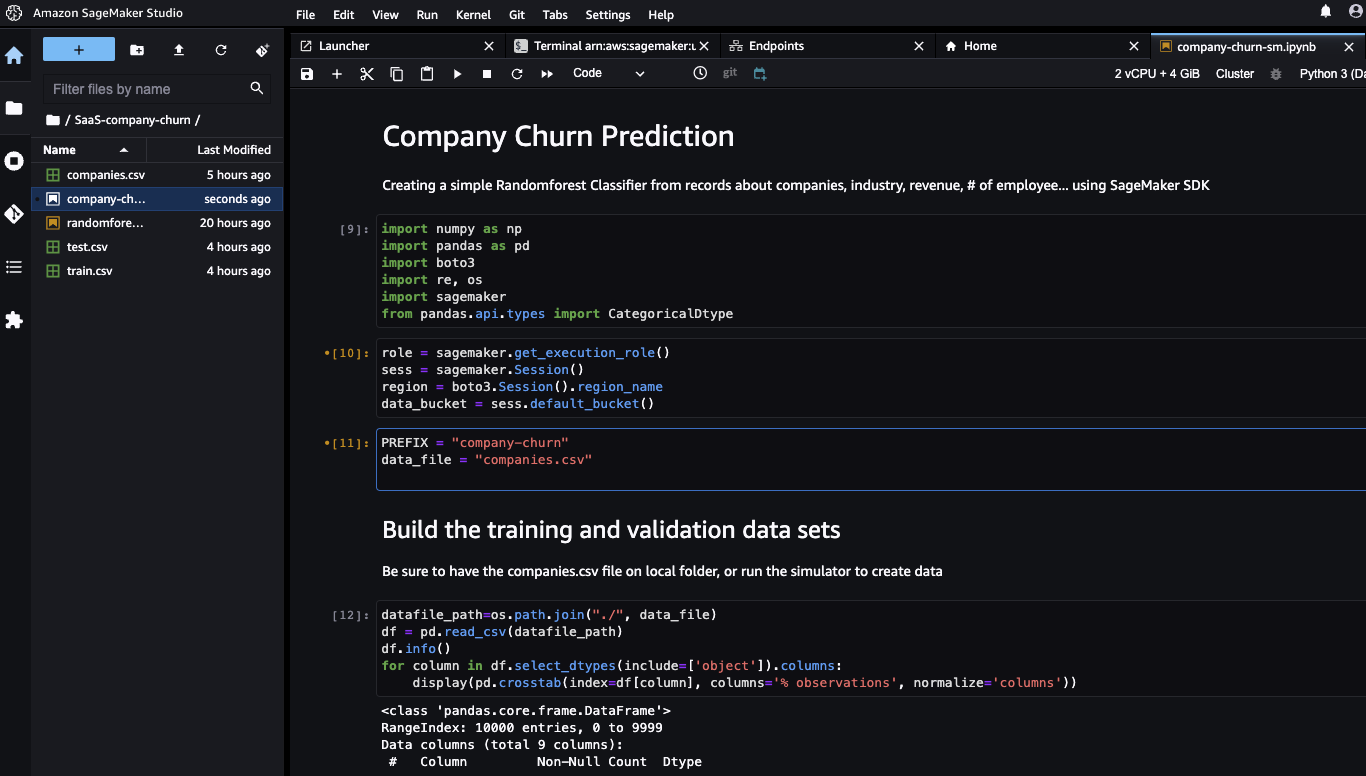 Amazon SageMaker Studio
File Edit View Run Kernel Git Tabs Settings Help
Launcher
Terminal arn:aws:sagemaker:u
Endpoints
Home
company-churn-sm.ipynb
Code
git
2 vCPU + 4 GiB Cluster Python 3 (Da
Filter files by name
/ SaaS-company-churn /
Name Last Modified
companies.csv 5 hours ago
company-ch... seconds ago
randomfore... 20 hours ago
test.csv 4 hours ago
train.csv 4 hours ago
Company Churn Prediction
Creating a simple Randomforest Classifier from records about companies, industry, revenue, # of employee... using SageMaker SDK
[9]: import numpy as np
import pandas as pd
import boto3
import re, os
import sagemaker
from pandas.api.types import CategoricalDtype
[10]: role = sagemaker.get_execution_role()
sess = sagemaker.Session()
region = boto3.Session().region_name
data_bucket = sess.default_bucket()
[11]: PREFIX = "company-churn"
data_file = "companies.csv"
Build the training and validation data sets
Be sure to have the companies.csv file on local folder, or run the simulator to create data
[12]: datafile_path=os.path.join("./", data_file)
df = pd.read_csv(datafile_path)
df.info()
for column in df.select_dtypes(include=['object']).columns:
    display(pd.crosstab(index=df[column], columns='% observations', normalize='columns'))
<class 'pandas.core.frame.DataFrame'>
RangeIndex: 10000 entries, 0 to 9999
Data columns (total 9 columns):
 #   Column         Non-Null Count  Dtype